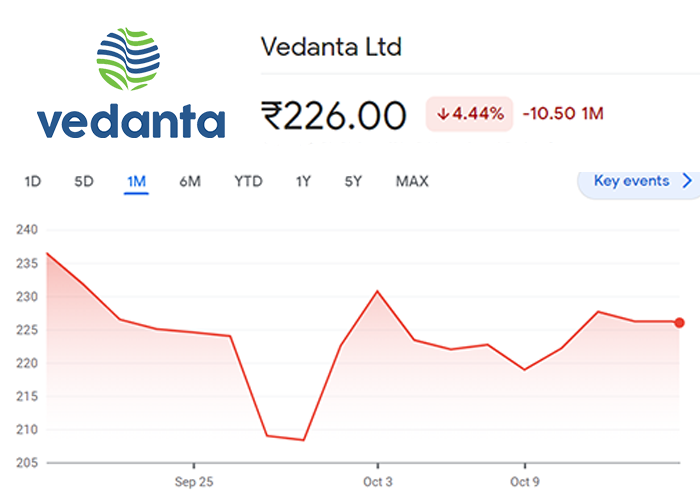 vedanta
Vedanta Ltd
₹226.00 ↓4.44% -10.50 1M
1D 5D 1M 6M YTD 1Y 5Y MAX Key events >
240
235
230
225
220
215
210
205
Sep 25 Oct 3 Oct 9